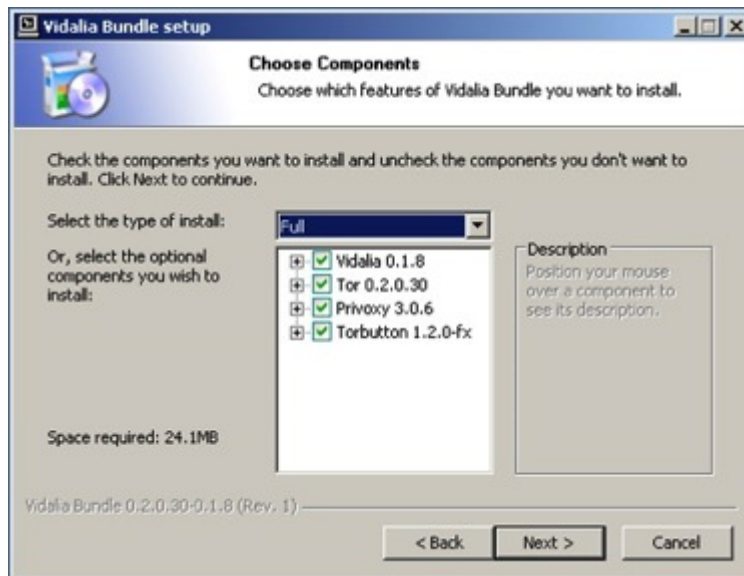 Vidalia Bundle setup
Choose Components
Choose which features of Vidalia Bundle you want to install.
Check the components you want to install and uncheck the components you don't want to
install. Click Next to continue.
Select the type of install:
Full
Or, select the optional
components you wish to
install:
Vidalia 0.1.8
Tor 0.2.0.30
Privoxy 3.0.6
Torbutton 1.2.0-fx
Description
Position your mouse
over a component to
see its description.
Space required: 24.1MB
Vidalia Bundle 0.2.0.30-0.1.8 (Rev. 1)
< Back
Next >
Cancel